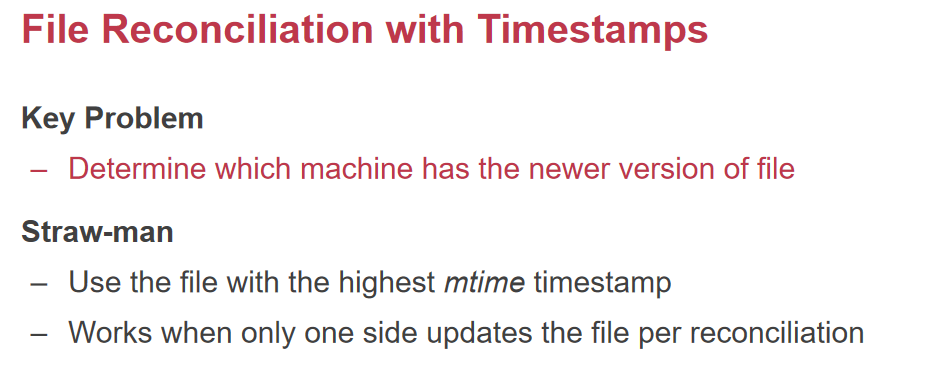 File Reconciliation with Timestamps
Key Problem
– Determine which machine has the newer version of file
Straw-man
– Use the file with the highest mtime timestamp
– Works when only one side updates the file per reconciliation